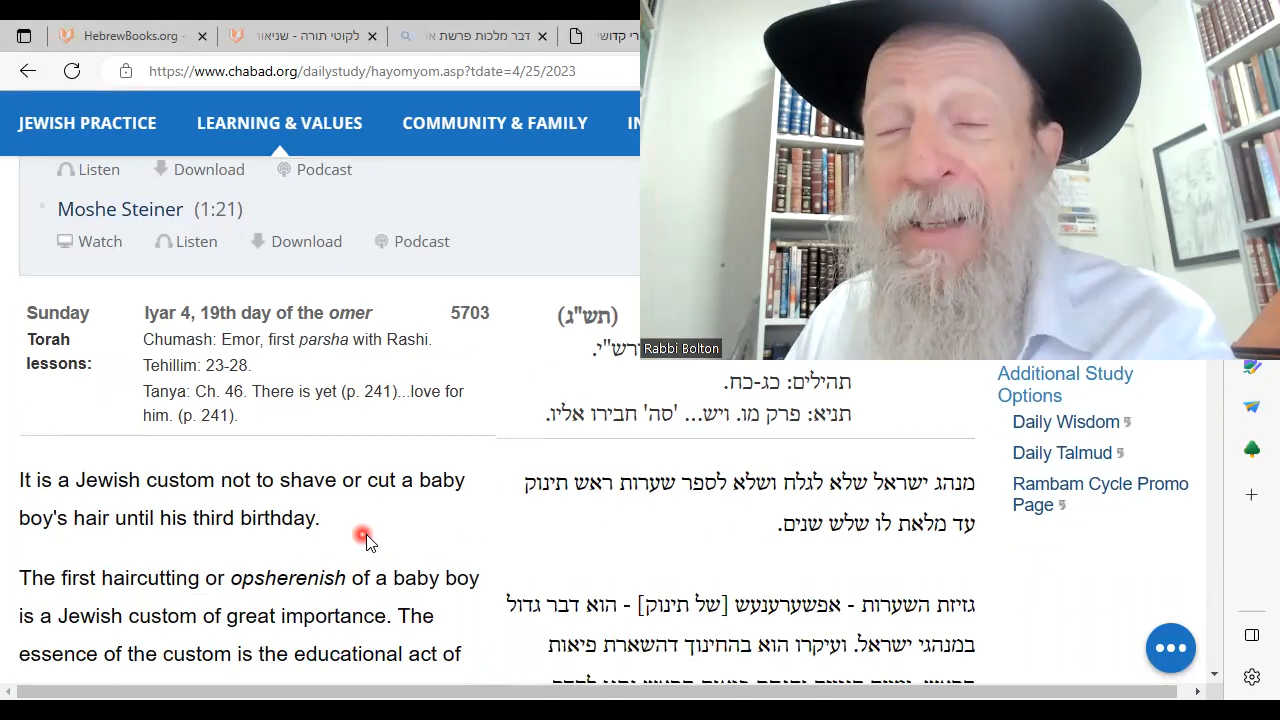 HebrewBooks.org -
לקוטי תורה - שניאור
דבר מלכות פרשת א
רי קדוש
https://www.chabad.org/dailystudy/hayomyom.asp?tdate=4/25/2023
JEWISH PRACTICE LEARNING & VALUES COMMUNITY & FAMILY
Listen Download Podcast
Moshe Steiner (1:21)
Watch Listen Download Podcast
Sunday Iyar 4, 19th day of the omer 5703 (תש"ג)
Torah lessons:
Chumash: Emor, first parsha with Rashi.
Tehillim: 23-28.
Tanya: Ch. 46. There is yet (p. 241)...love for
him. (p. 241).
רש"י.
תהילים: כג-כח.
תניא: פרק מו. ויש... 'סה' חבירו אליו.
Rabbi Bolton
Additional Study
Options
Daily Wisdom
Daily Talmud
Rambam Cycle Promo
Page
It is a Jewish custom not to shave or cut a baby
boy's hair until his third birthday.
The first haircutting or opsherenish of a baby boy
is a Jewish custom of great importance. The
essence of the custom is the educational act of
מנהג ישראל שלא לגלח ושלא לספר שערות ראש תינוק
עד מלאת לו שלש שנים.
גזיזת השערות - אפשערענעש [של תינוק] - הוא דבר גדול
במנהגי ישראל. ועיקרו הוא בהחינוך דהשארת פיאות